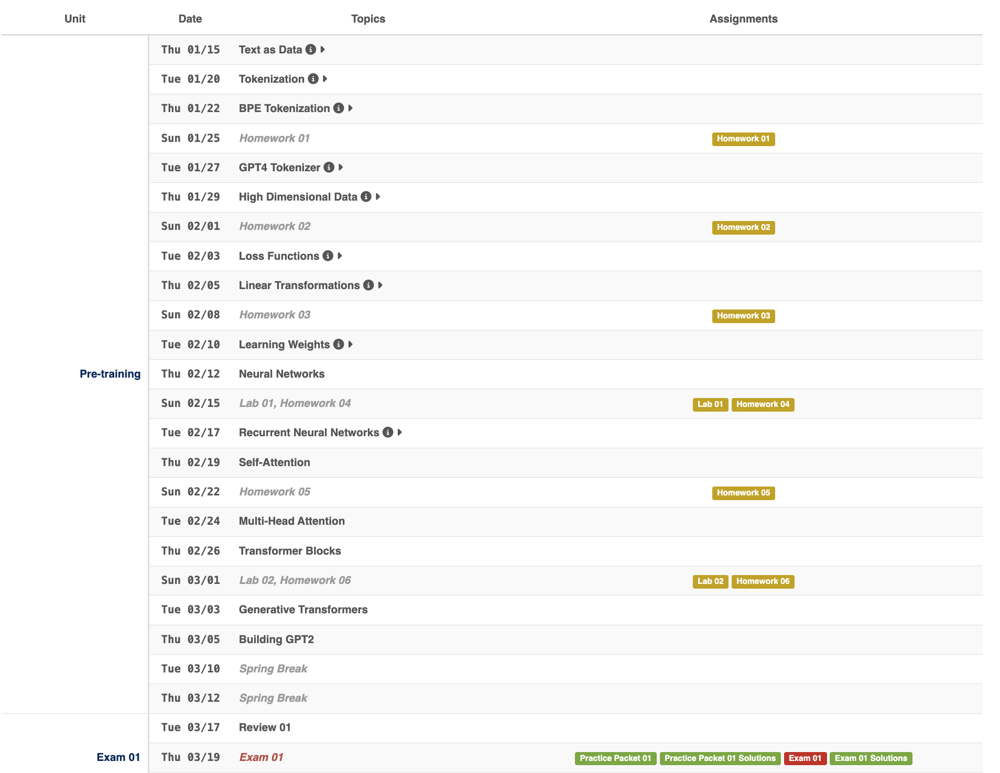 Unit Date Topics Assignments
Thu 01/15 Text as Data
Tue 01/20 Tokenization
Thu 01/22 BPE Tokenization
Sun 01/25 Homework 01 Homework 01
Tue 01/27 GPT4 Tokenizer
Thu 01/29 High Dimensional Data
Sun 02/01 Homework 02 Homework 02
Tue 02/03 Loss Functions
Thu 02/05 Linear Transformations
Sun 02/08 Homework 03 Homework 03
Tue 02/10 Learning Weights
Pre-training Thu 02/12 Neural Networks
Sun 02/15 Lab 01, Homework 04 Lab 01 Homework 04
Tue 02/17 Recurrent Neural Networks
Thu 02/19 Self-Attention
Sun 02/22 Homework 05 Homework 05
Tue 02/24 Multi-Head Attention
Thu 02/26 Transformer Blocks
Sun 03/01 Lab 02, Homework 06 Lab 02 Homework 06
Tue 03/03 Generative Transformers
Thu 03/05 Building GPT2
Tue 03/10 Spring Break
Thu 03/12 Spring Break
Tue 03/17 Review 01
Exam 01 Thu 03/19 Exam 01 Practice Packet 01 Practice Packet 01 Solutions Exam 01 Exam 01 Solutions